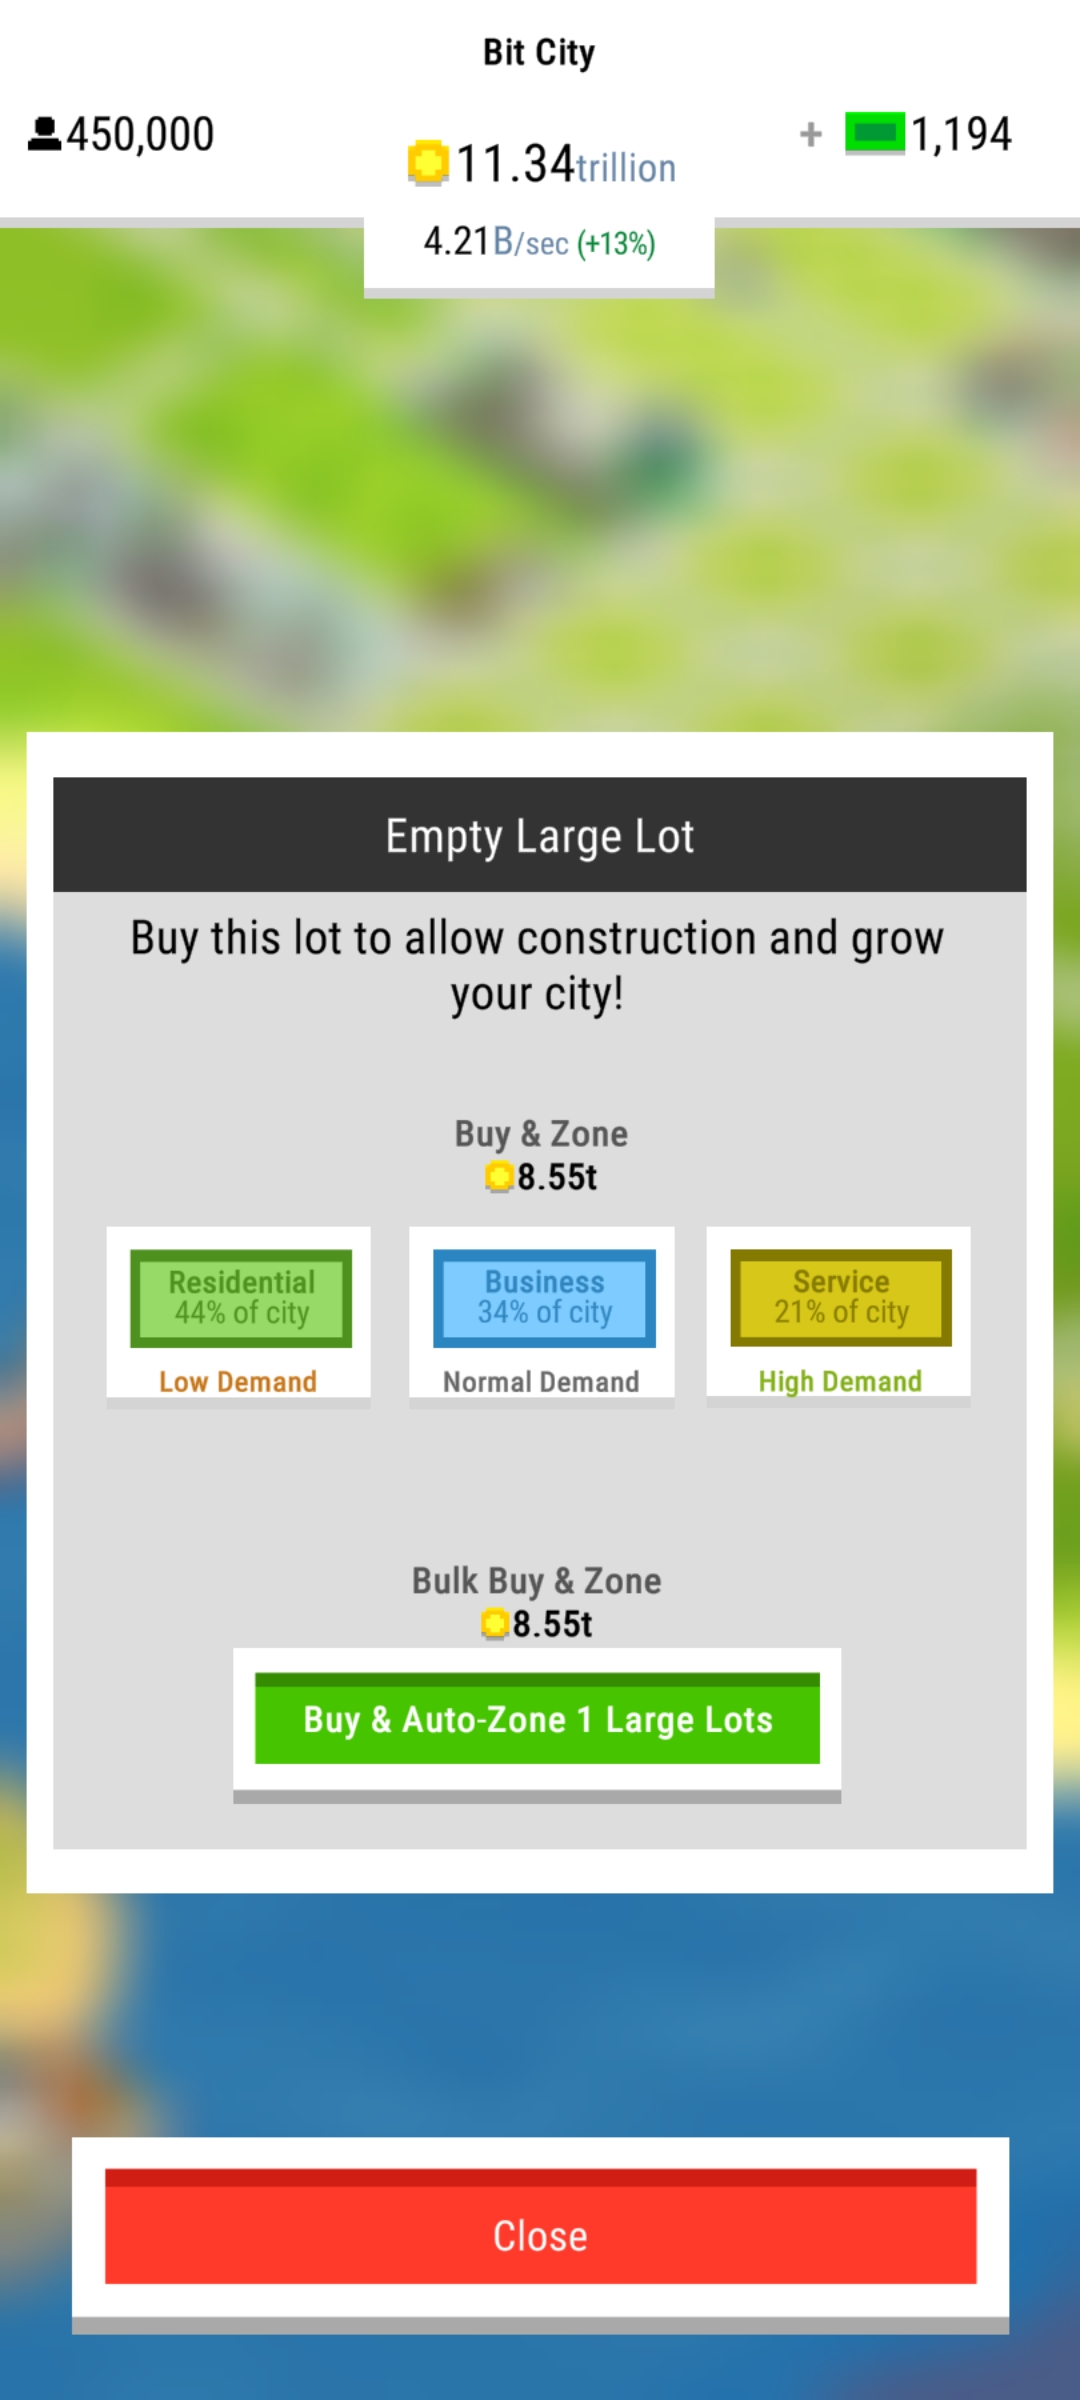 Bit City
450,000
11.34trillion
+ 1,194
4.21B/sec (+13%)
Empty Large Lot
Buy this lot to allow construction and grow
your city!
Buy & Zone
8.55t
Residential
44% of city
Low Demand
Business
34% of city
Normal Demand
Service
21% of city
High Demand
Bulk Buy & Zone
8.55t
Buy & Auto-Zone 1 Large Lots
Close